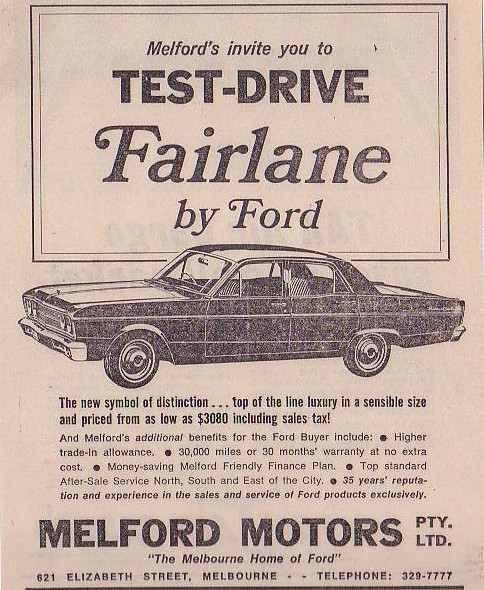 Melford's invite you to
TEST-DRIVE
Fairlane
by Ford
The new symbol of distinction . . . top of the line luxury in a sensible size
and priced from as low as $3080 including sales tax!
And Melford's additional benefits for the Ford Buyer include: ● Higher
trade-in allowance. ● 30,000 miles or 30 months' warranty at no extra
cost. ● Money-saving Melford Friendly Finance Plan. ● Top standard
After-Sale Service North, South and East of the City. ● 35 years' reputa-
tion and experience in the sales and service of Ford products exclusively.
MELFORD MOTORS PTY. LTD.
"The Melbourne Home of Ford"
621 ELIZABETH STREET, MELBOURNE - - TELEPHONE: 329-7777